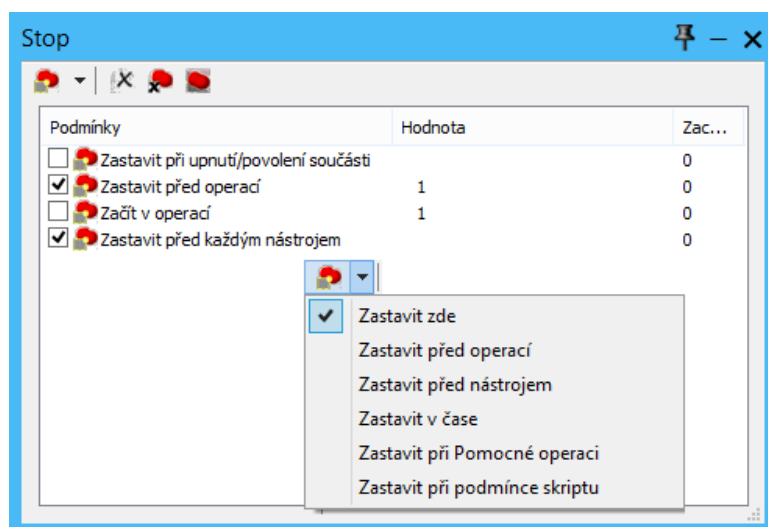 Stop
Podmínky Hodnota Zac...
Zastavit při upnutí/povolení součásti 0
Zastavit před operací 1 0
Začít v operací 1 0
Zastavit před každým nástrojem 0
Zastavit zde
Zastavit před operací
Zastavit před nástrojem
Zastavit v čase
Zastavit při Pomocné operaci
Zastavit při podmínce skriptu